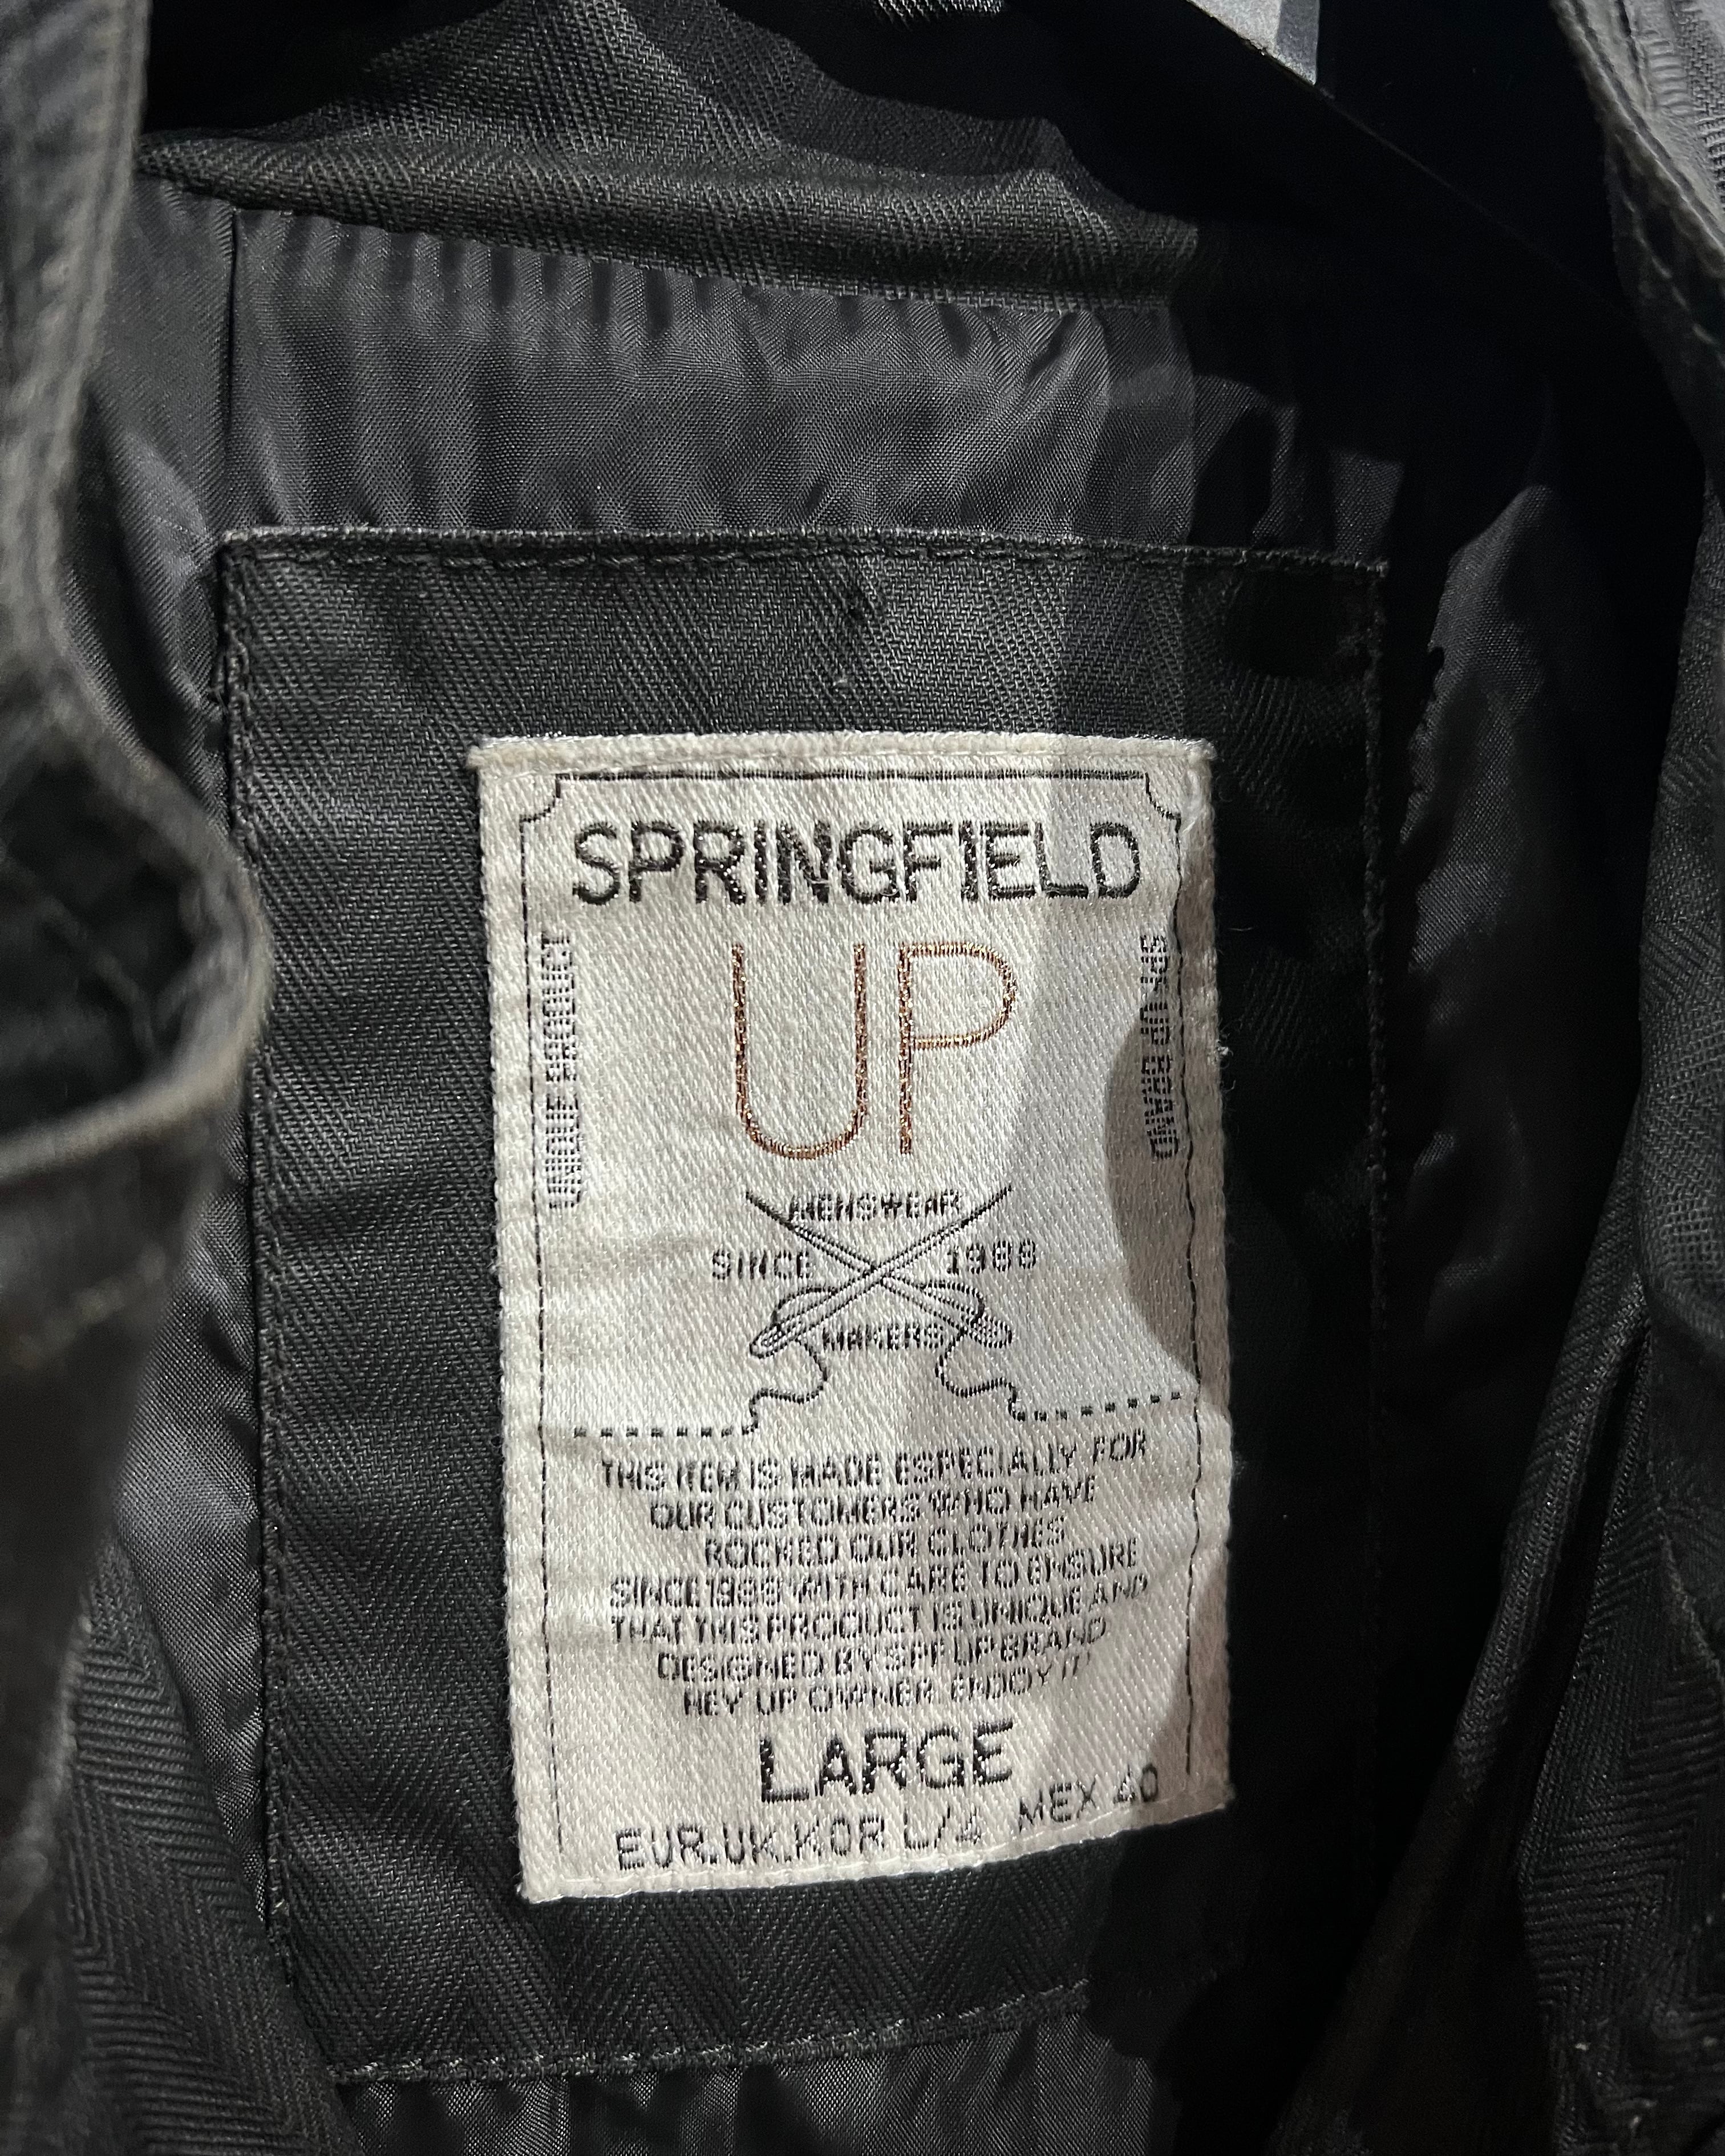 SPRINGFIELD
UP
UNIQUE PRODUCT
SPF UP BRAND
MENSWEAR
SINCE 1988
MAKERS
THIS ITEM IS MADE ESPECIALLY FOR
OUR CUSTOMERS WHO HAVE
ROCKED OUR CLOTHES
SINCE 1988 WITH CARE TO ENSURE
THAT THIS PRODUCT IS UNIQUE AND
DESIGNED BY SPF UP BRAND
HEY UP OWNER. ENJOY IT!
LARGE
EUR.UK.KOR L/4 MEX 40